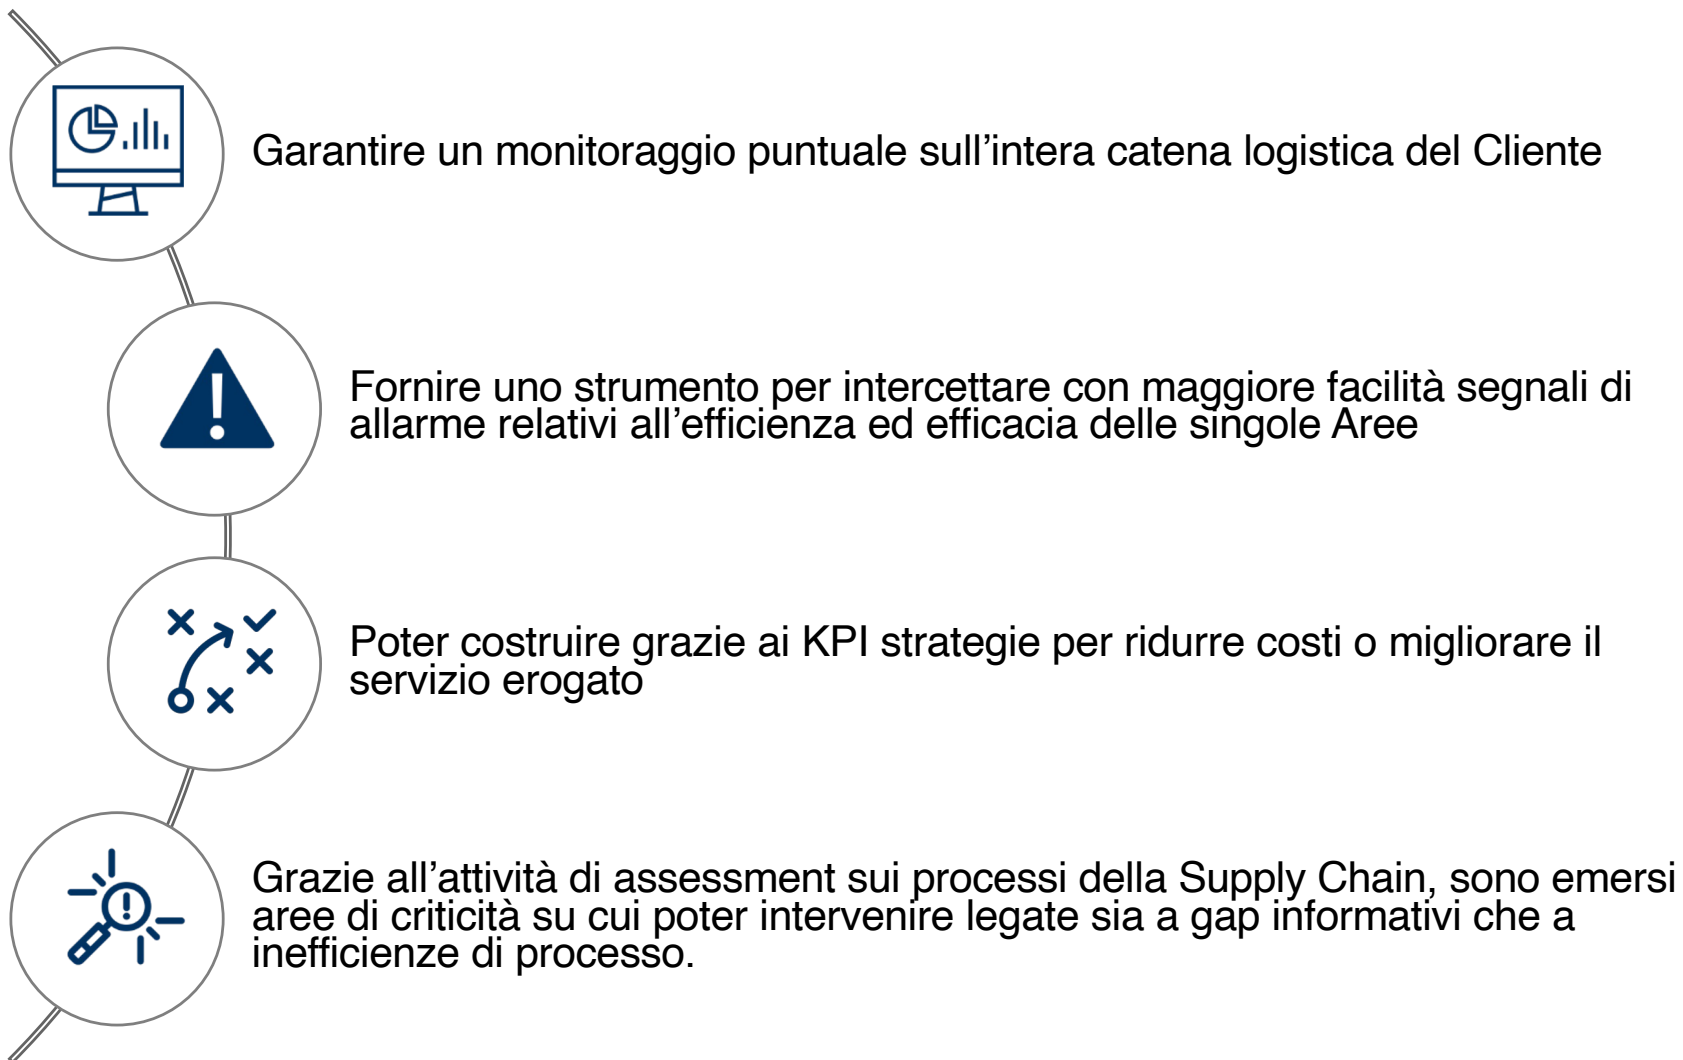 Garantire un monitoraggio puntuale sull’intera catena logistica del Cliente
Fornire uno strumento per intercettare con maggiore facilità segnali di
allarme relativi all’efficienza ed efficacia delle singole Aree
Poter costruire grazie ai KPI strategie per ridurre costi o migliorare il
servizio erogato
Grazie all’attività di assessment sui processi della Supply Chain, sono emersi
aree di criticità su cui poter intervenire legate sia a gap informativi che a
inefficienze di processo.